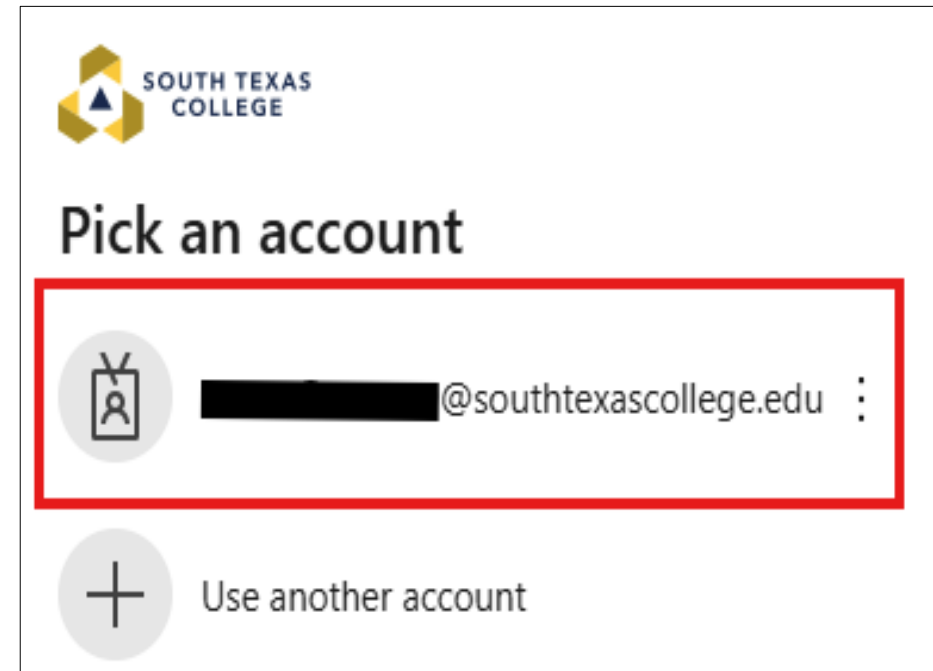 SOUTH TEXAS
COLLEGE
Pick an account
@southtexascollege.edu
Use another account